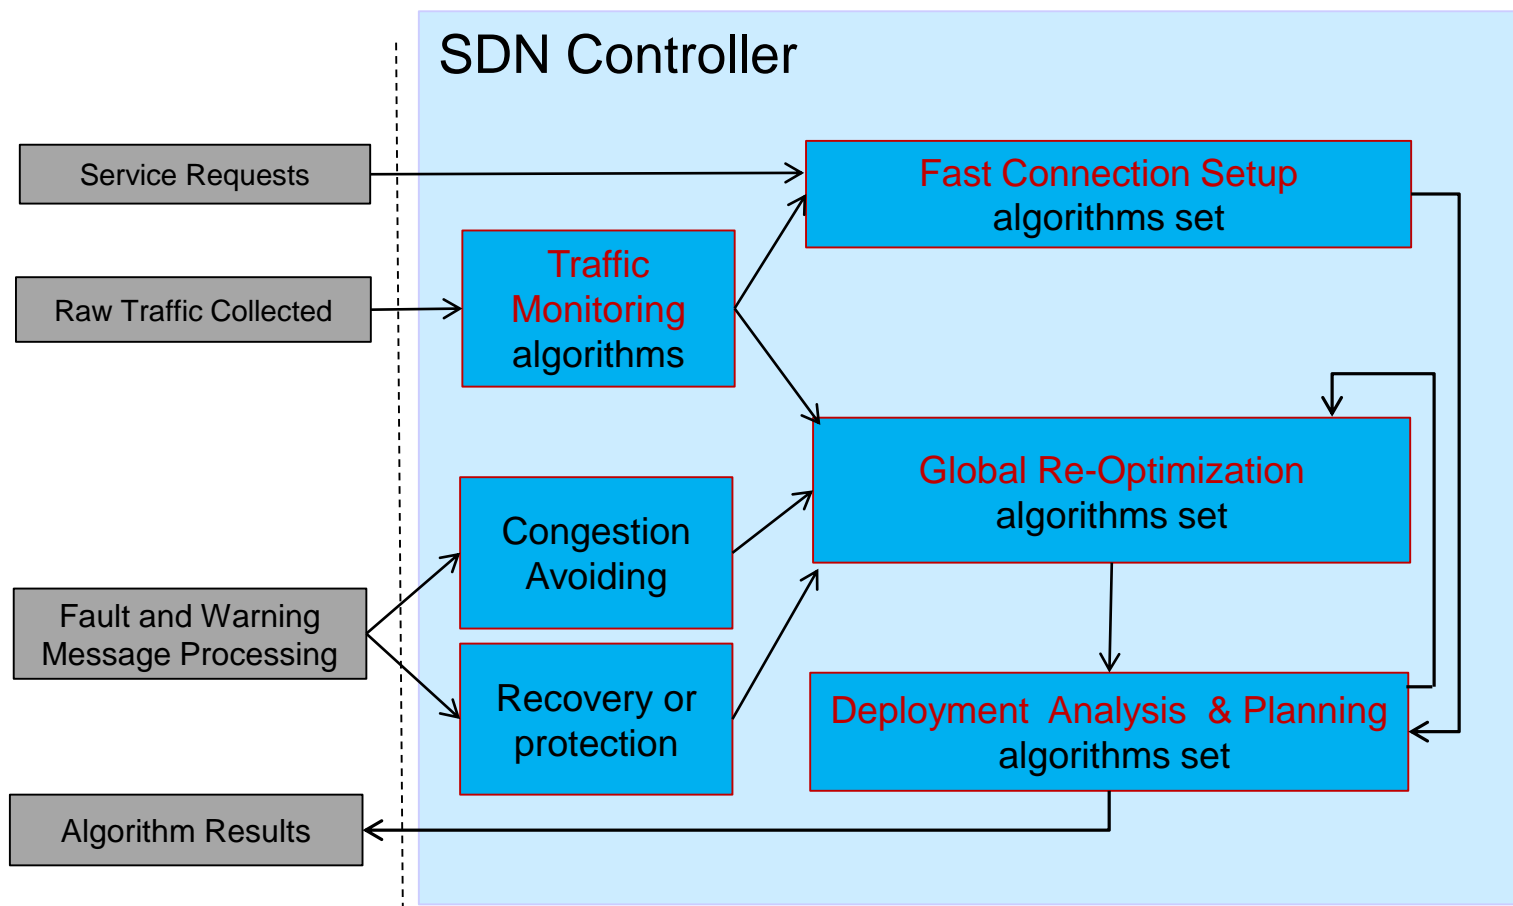 SDN Controller
Service Requests
Fast Connection Setup
algorithms set
Traffic
Monitoring
algorithms
Raw Traffic Collected
Global Re-Optimization
algorithms set
Congestion
Avoiding
Fault and Warning
Message Processing
Recovery or
protection
Deployment Analysis & Planning
algorithms set
Algorithm Results